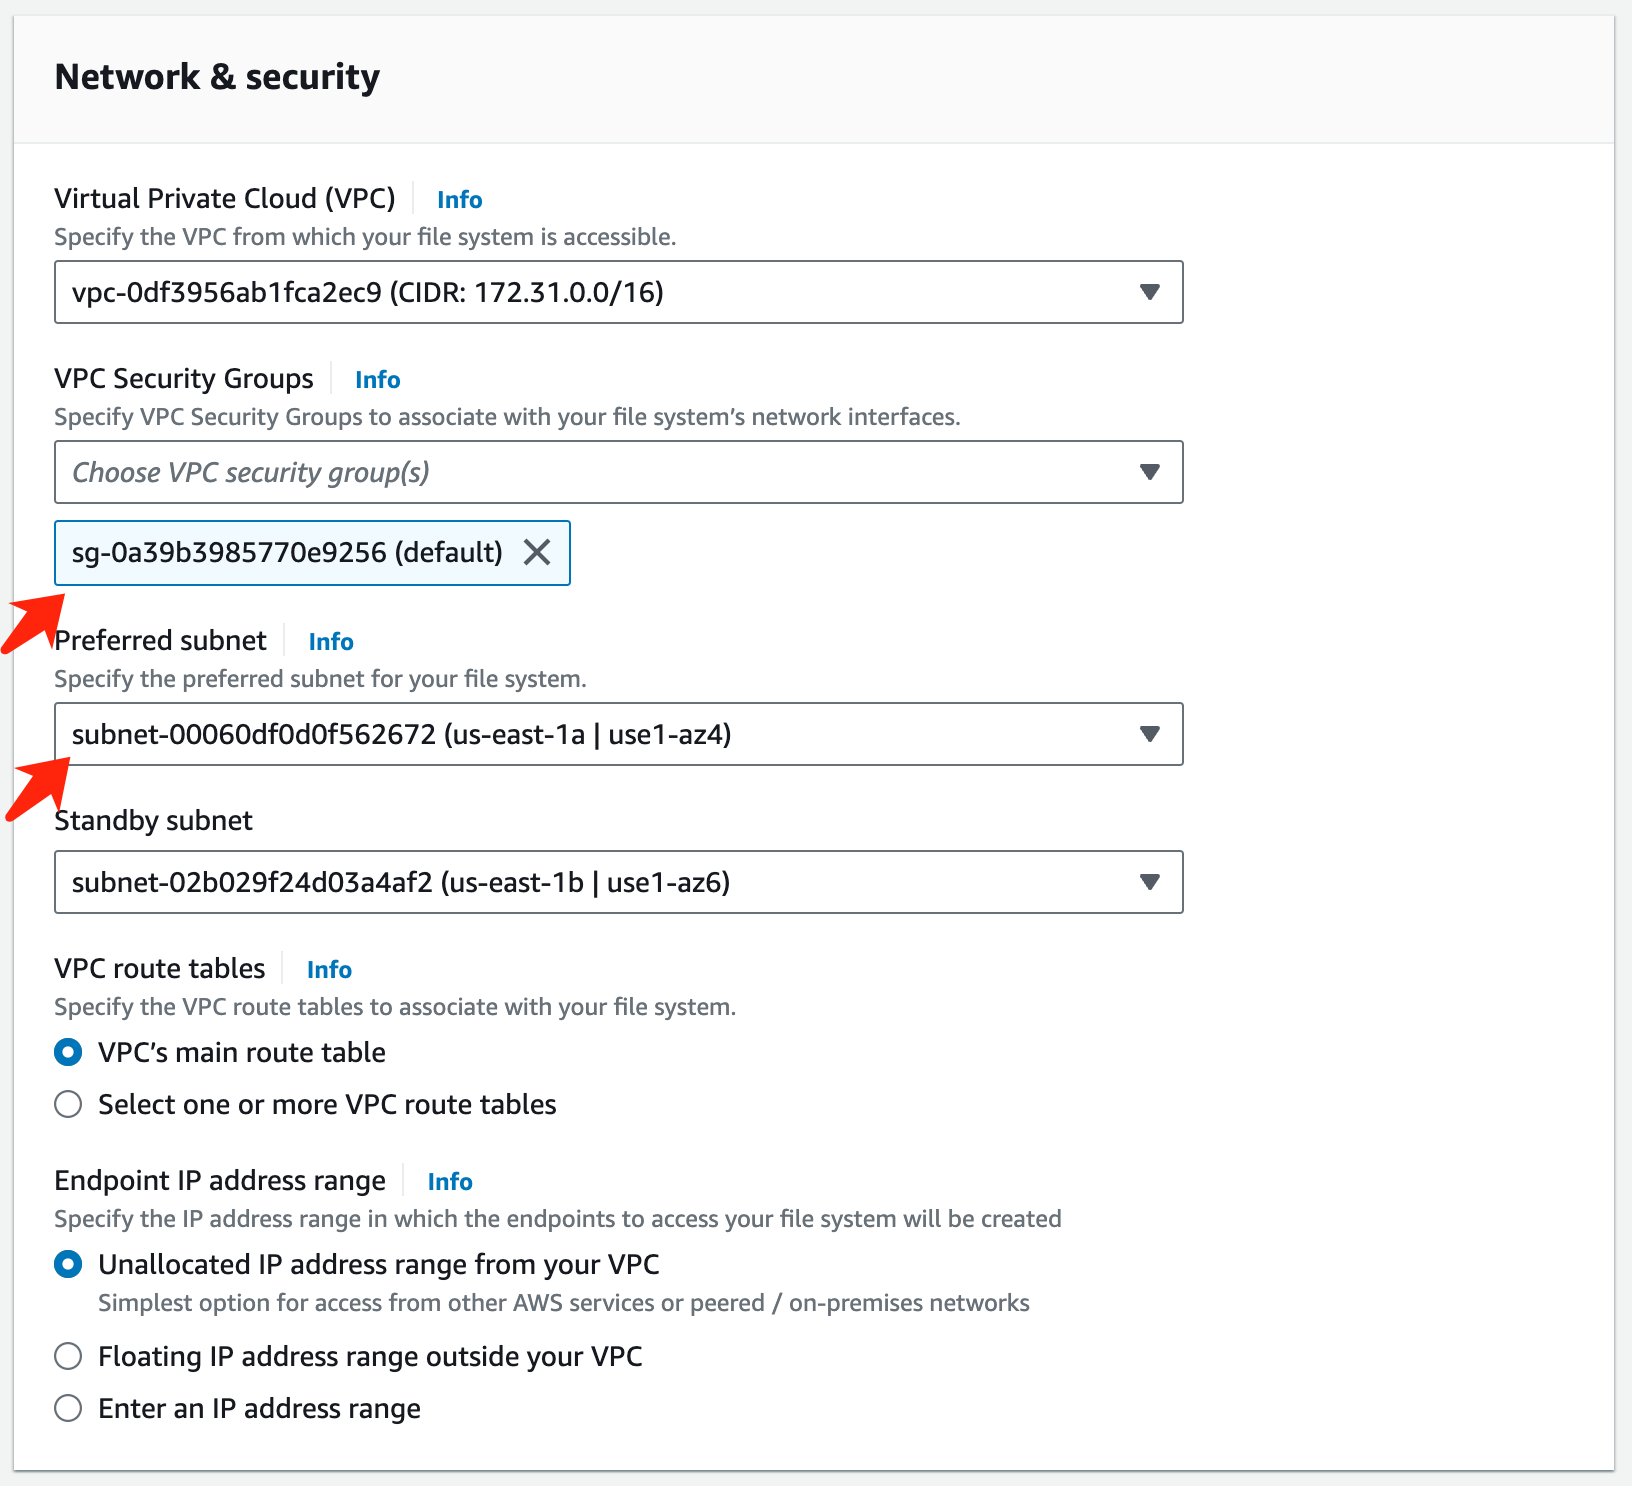 Network & security
Virtual Private Cloud (VPC) Info
Specify the VPC from which your file system is accessible.
vpc-0df3956ab1fca2ec9 (CIDR: 172.31.0.0/16)
VPC Security Groups Info
Specify VPC Security Groups to associate with your file system’s network interfaces.
Choose VPC security group(s)
sg-0a39b3985770e9256 (default)
Preferred subnet Info
Specify the preferred subnet for your file system.
subnet-00060df0d0f562672 (us-east-1a | use1-az4)
Standby subnet
subnet-02b029f24d03a4af2 (us-east-1b | use1-az6)
VPC route tables Info
Specify the VPC route tables to associate with your file system.
VPC’s main route table
Select one or more VPC route tables
Endpoint IP address range Info
Specify the IP address range in which the endpoints to access your file system will be created
Unallocated IP address range from your VPC
Simplest option for access from other AWS services or peered / on-premises networks
Floating IP address range outside your VPC
Enter an IP address range